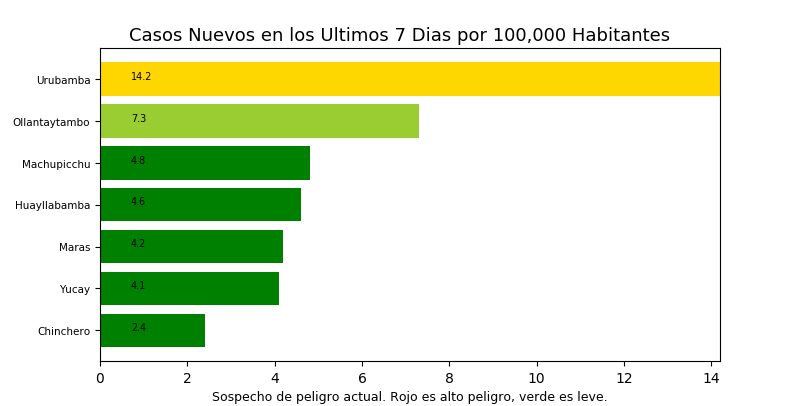 Casos Nuevos en los Ultimos 7 Dias por 100,000 Habitantes
Urubamba 14.2
Ollantaytambo 7.3
Machupicchu 4.8
Huayllabamba 4.6
Maras 4.2
Yucay 4.1
Chinchero 2.4
0 2 4 6 8 10 12 14
Sospecho de peligro actual. Rojo es alto peligro, verde es leve.